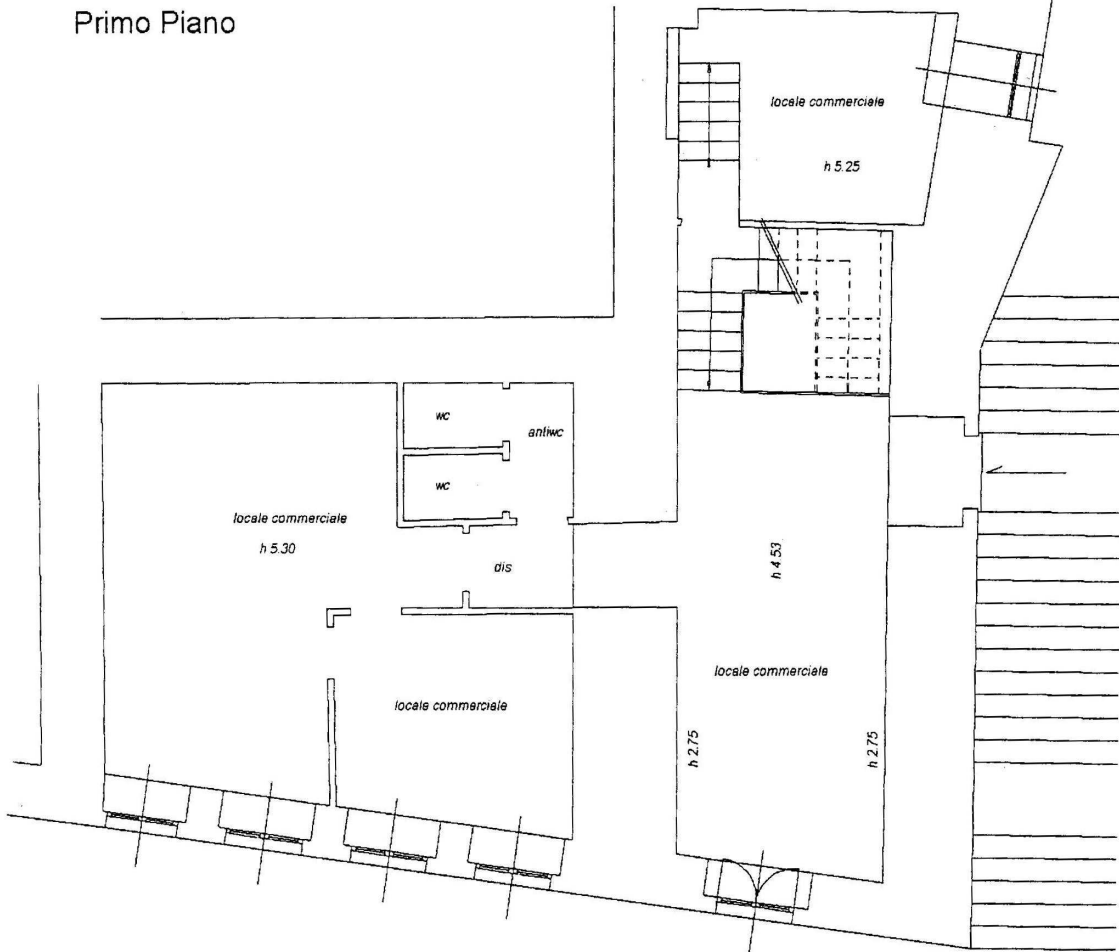 Primo Piano
locale commerciale
h 5.25
wc
antiwc
wc
locale commerciale
h 5.30
dis
h 4.53
locale commerciale
locale commerciale
h 2.75
h 2.75